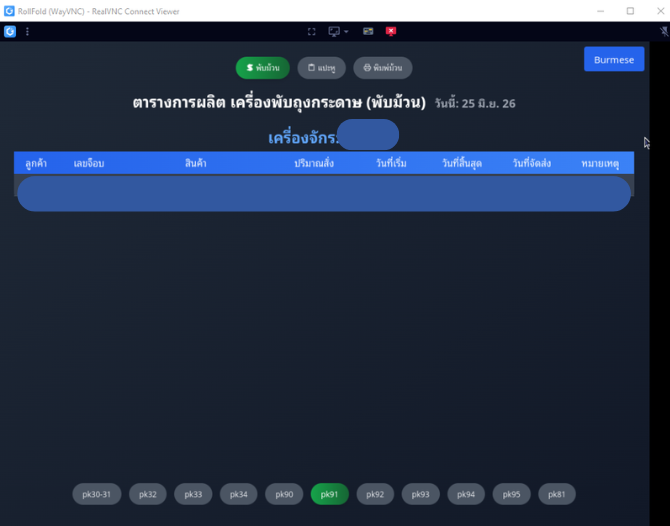 RollFold (WayVNC) - RealVNC Connect Viewer
Burmese
พับม้วน แปะหู พิมพ์ม้วน
ตารางการผลิต เครื่องพับถุงกระดาษ (พับม้วน) วันนี้: 25 มิ.ย. 26
เครื่องจักร:
ลูกค้า เลขจ๊อบ สินค้า ปริมาณสั่ง วันที่เริ่ม วันที่สิ้นสุด วันที่จัดส่ง หมายเหตุ
pk30-31 pk32 pk33 pk34 pk90 pk91 pk92 pk93 pk94 pk95 pk81